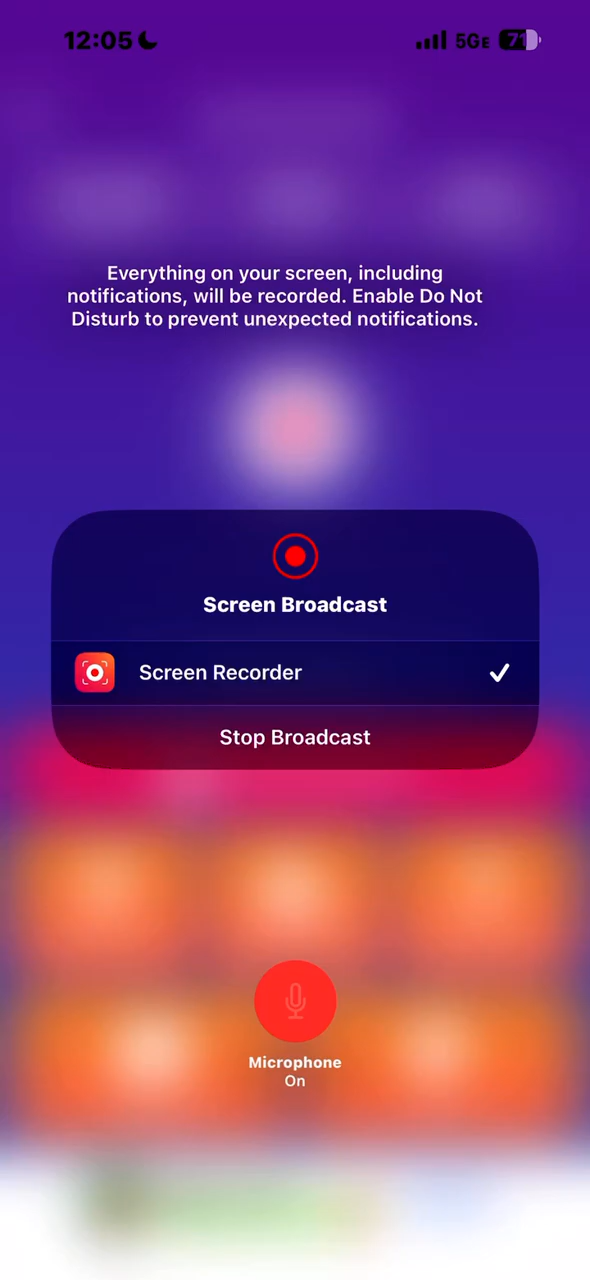 12:05
5GE 71
Everything on your screen, including
notifications, will be recorded. Enable Do Not
Disturb to prevent unexpected notifications.
Screen Broadcast
Screen Recorder
Stop Broadcast
Microphone
On